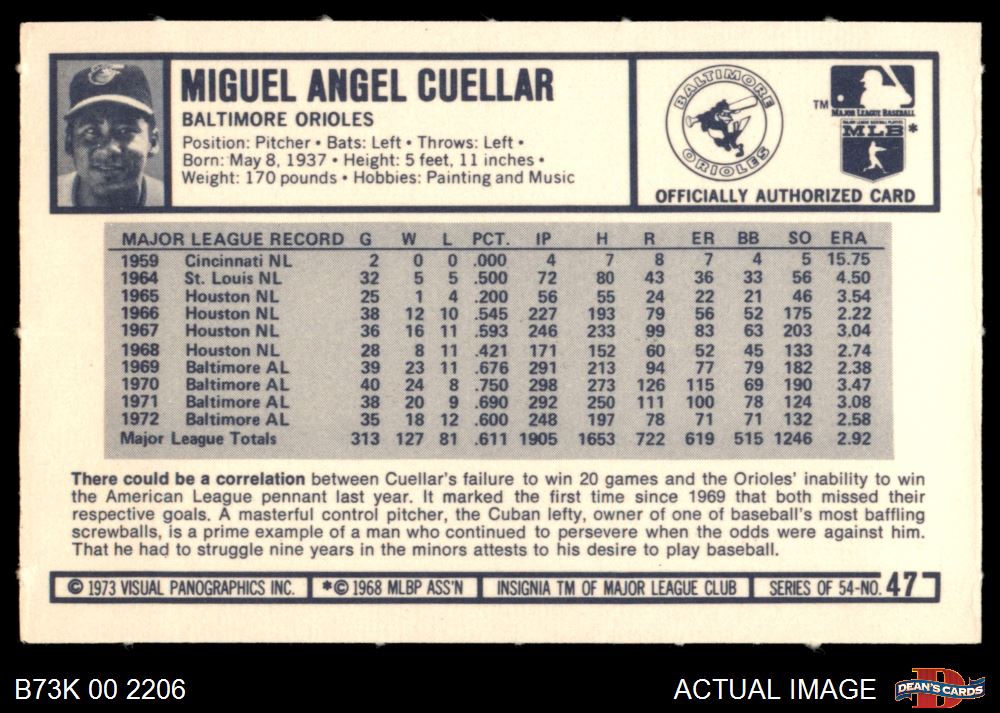 MIGUEL ANGEL CUELLAR
BALTIMORE ORIOLES
Position: Pitcher • Bats: Left • Throws: Left •
Born: May 8, 1937 • Height: 5 feet, 11 inches •
Weight: 170 pounds • Hobbies: Painting and Music
BALTIMORE
ORIOLES
TM
MAJOR LEAGUE BASEBALL
MAJOR LEAGUE BASEBALL PLAYERS
MLB*
OFFICIALLY AUTHORIZED CARD
MAJOR LEAGUE RECORD G W L PCT. IP H R ER BB SO ERA
1959 Cincinnati NL 2 0 0 .000 4 7 8 7 4 5 15.75
1964 St. Louis NL 32 5 5 .500 72 80 43 36 33 56 4.50
1965 Houston NL 25 1 4 .200 56 55 24 22 21 46 3.54
1966 Houston NL 38 12 10 .545 227 193 79 56 52 175 2.22
1967 Houston NL 36 16 11 .593 246 233 99 83 63 203 3.04
1968 Houston NL 28 8 11 .421 171 152 60 52 45 133 2.74
1969 Baltimore AL 39 23 11 .676 291 213 94 77 79 182 2.38
1970 Baltimore AL 40 24 8 .750 298 273 126 115 69 190 3.47
1971 Baltimore AL 38 20 9 .690 292 250 111 100 78 124 3.08
1972 Baltimore AL 35 18 12 .600 248 197 78 71 71 132 2.58
Major League Totals 313 127 81 .611 1905 1653 722 619 515 1246 2.92
There could be a correlation between Cuellar's failure to win 20 games and the Orioles' inability to win
the American League pennant last year. It marked the first time since 1969 that both missed their
respective goals. A masterful control pitcher, the Cuban lefty, owner of one of baseball's most baffling
screwballs, is a prime example of a man who continued to persevere when the odds were against him.
That he had to struggle nine years in the minors attests to his desire to play baseball.
© 1973 VISUAL PANOGRAPHICS INC. *© 1968 MLBP ASS'N INSIGNIA TM OF MAJOR LEAGUE CLUB SERIES OF 54-NO. 47
B73K 00 2206 ACTUAL IMAGE DEAN'S CARDS